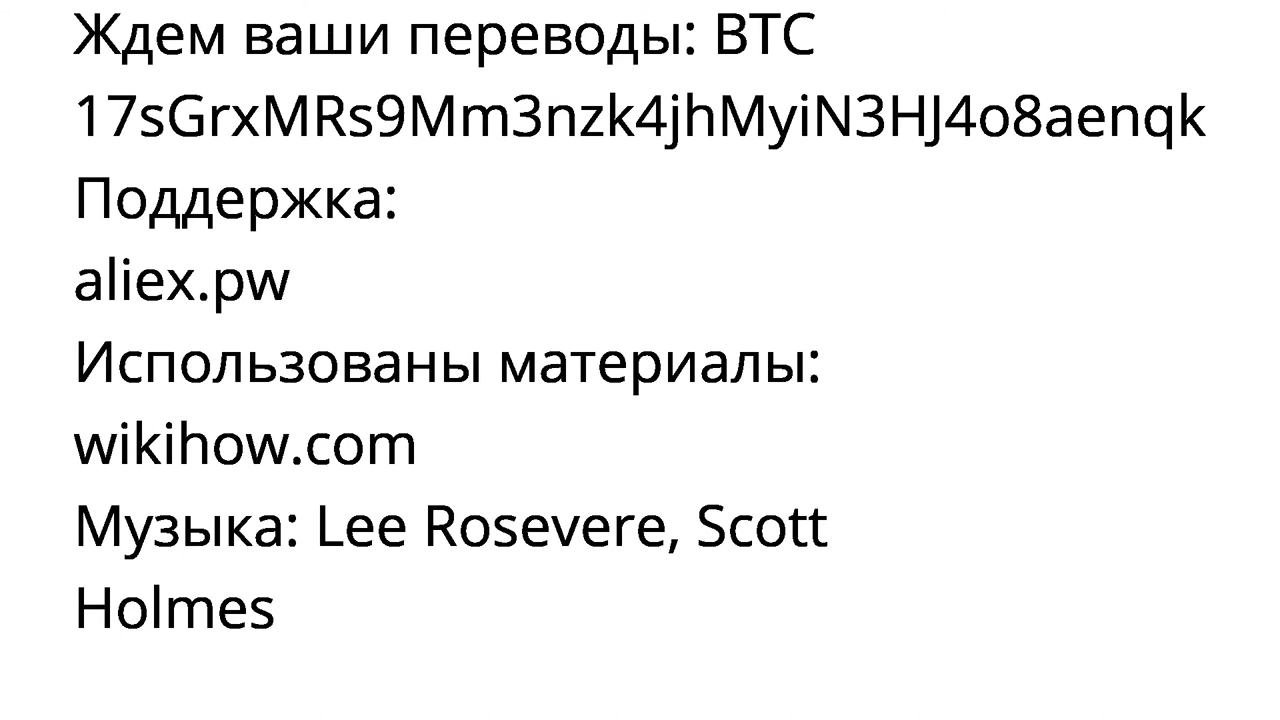 Ждем ваши переводы: BTC
17sGrxMRs9Mm3nzk4jhMyiN3HJ4o8aenqk
Поддержка:
aliex.pw
Использованы материалы:
wikihow.com
Музыка: Lee Rosevere, Scott
Holmes